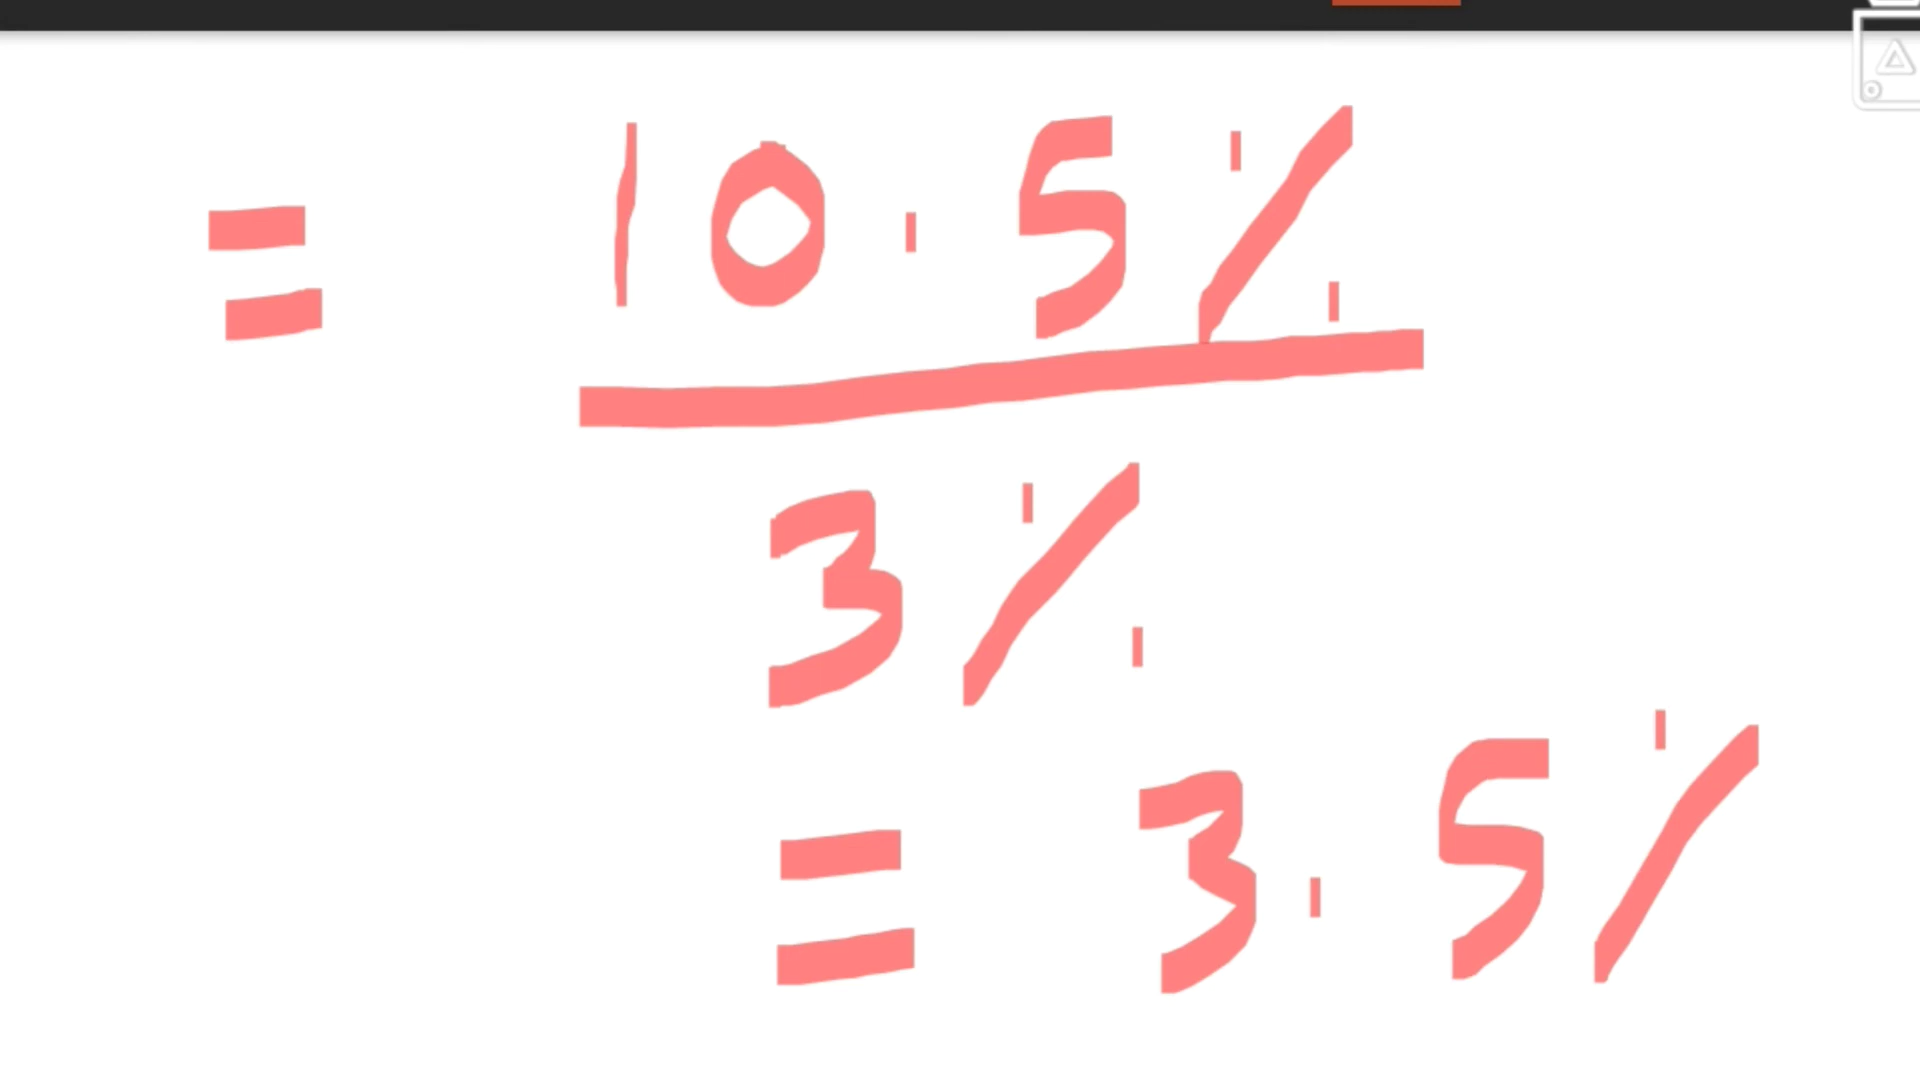 = 10.5%
3%
= 3.5%